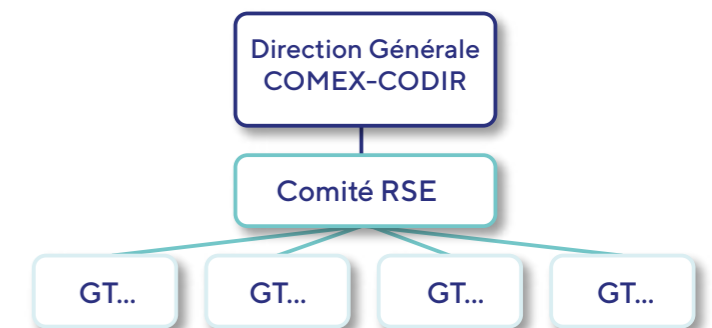 Direction Générale
COMEX-CODIR
Comité RSE
GT...
GT...
GT...
GT...